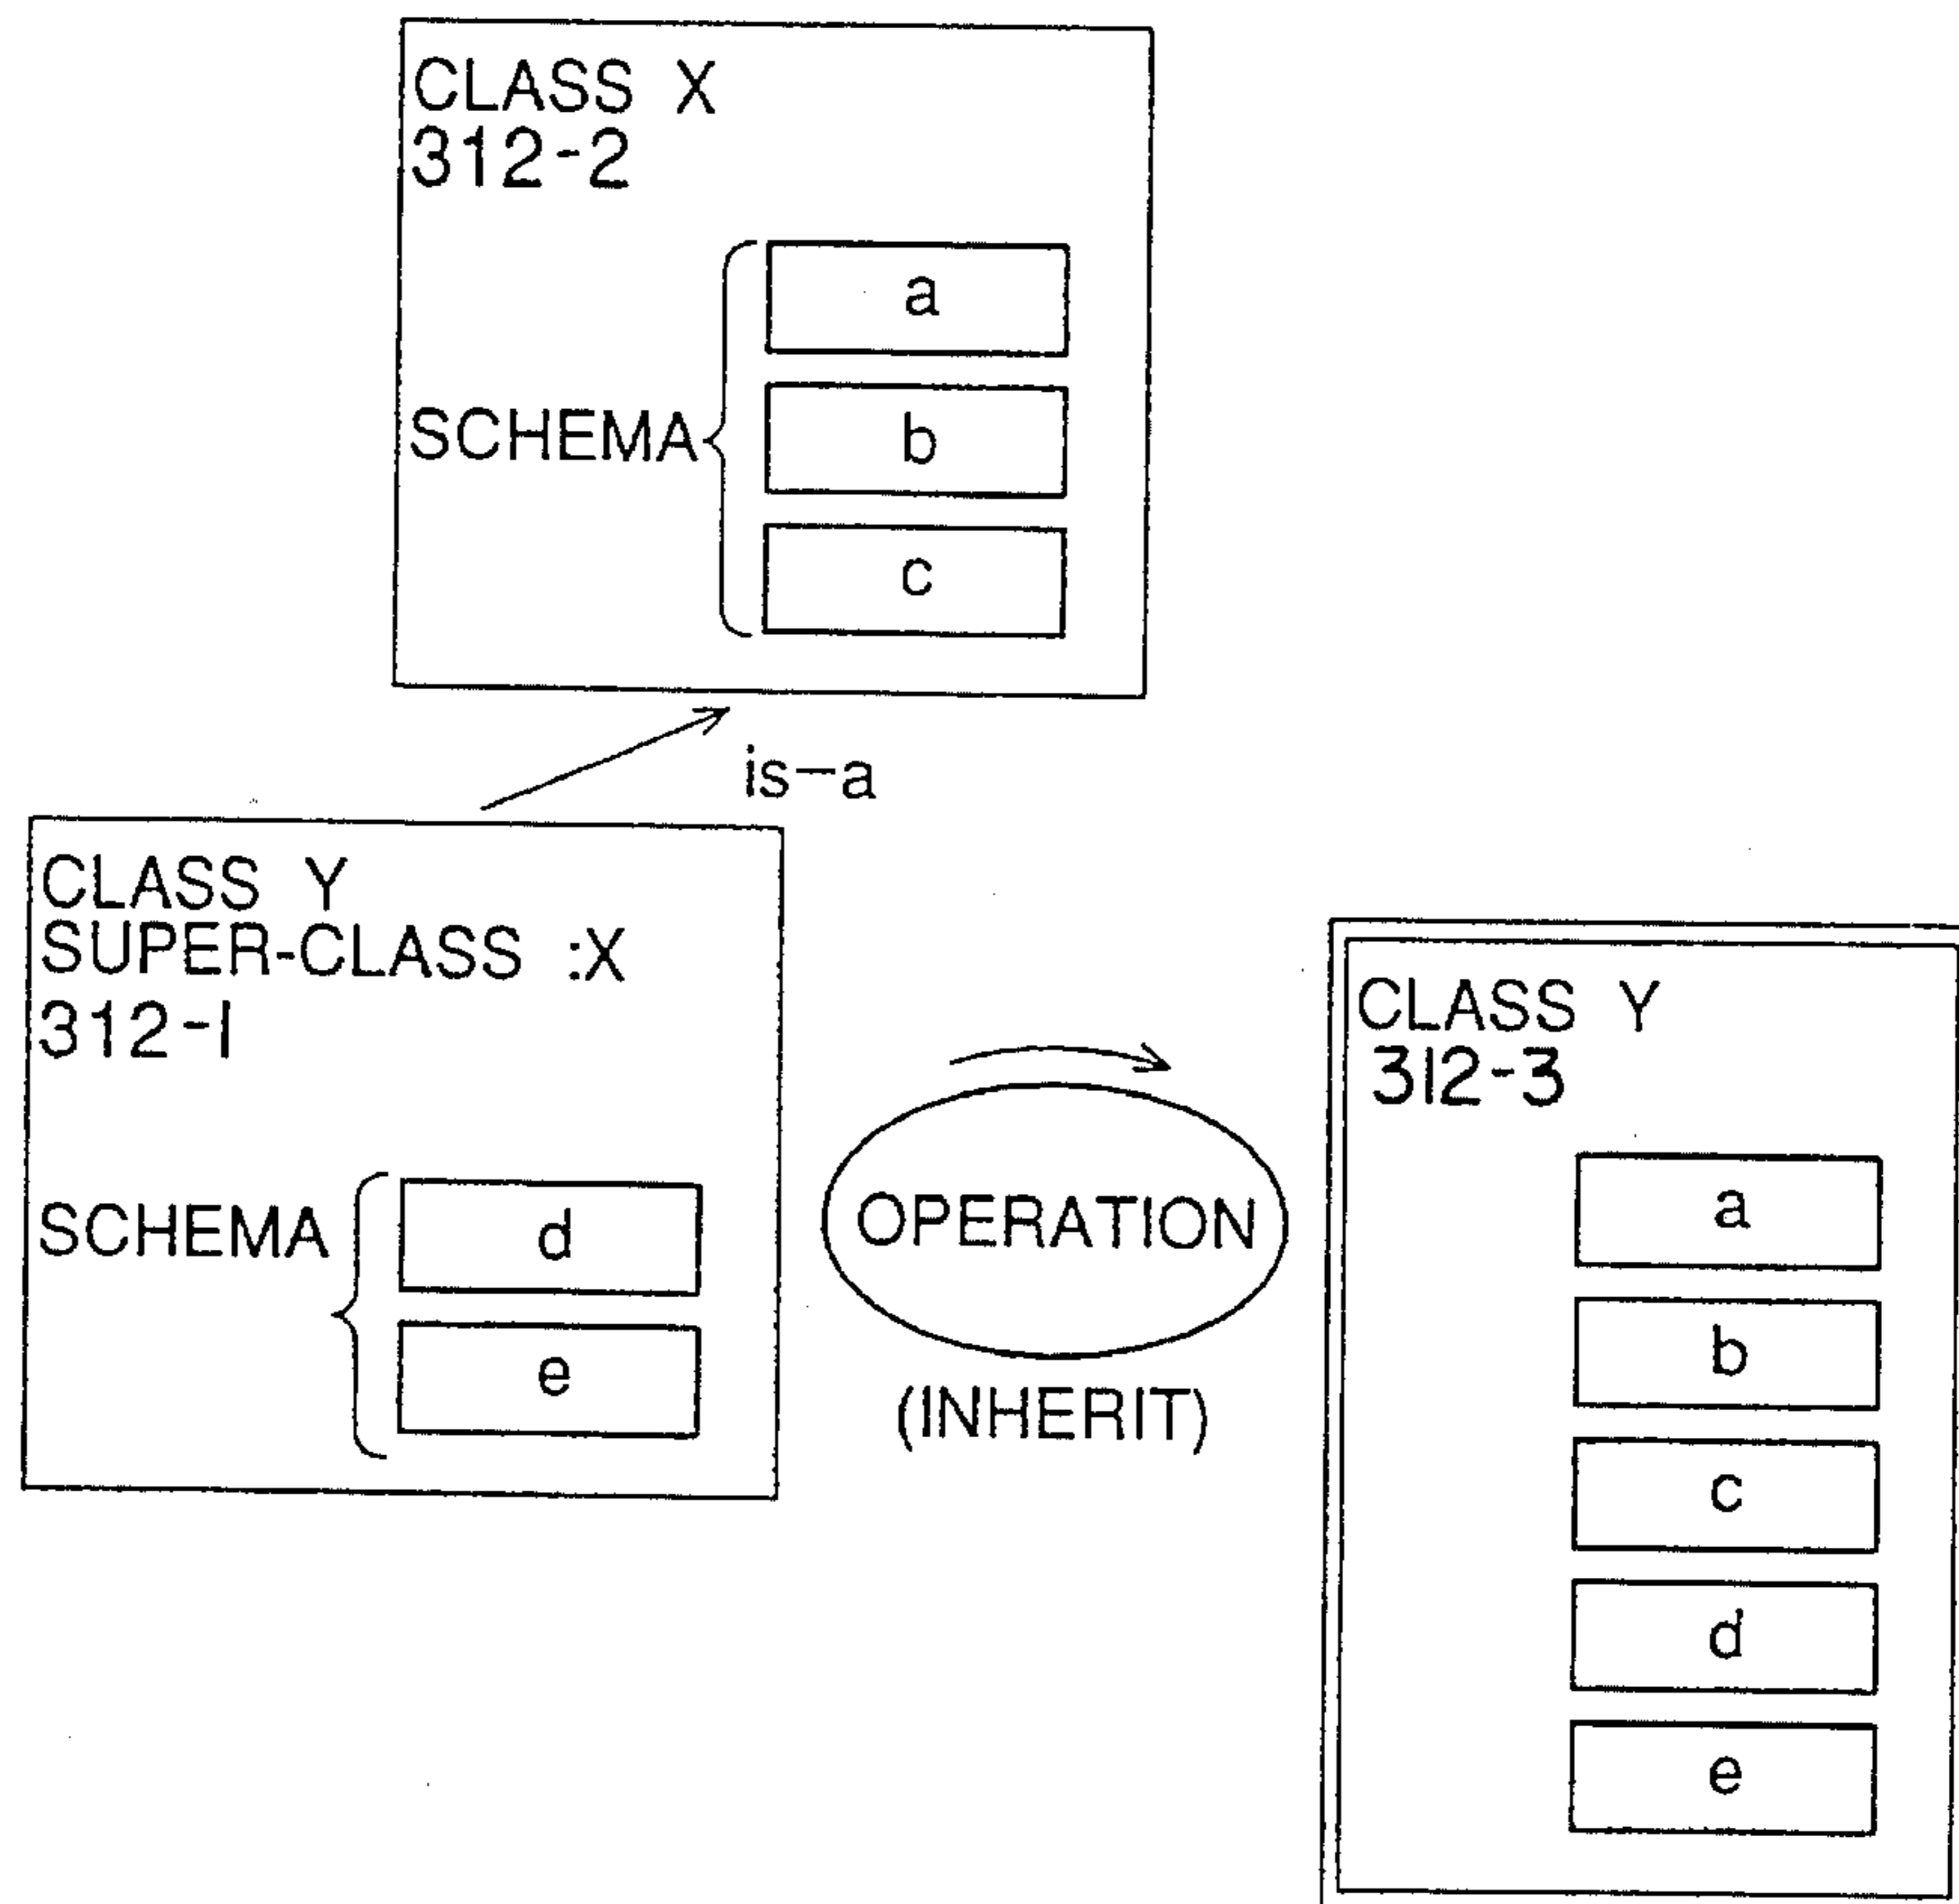 CLASS X
312-2
SCHEMA
a
b
c
is-a
CLASS Y
SUPER-CLASS :X
312-1
SCHEMA
d
e
OPERATION
(INHERIT)
CLASS Y
312-3
a
b
c
d
e